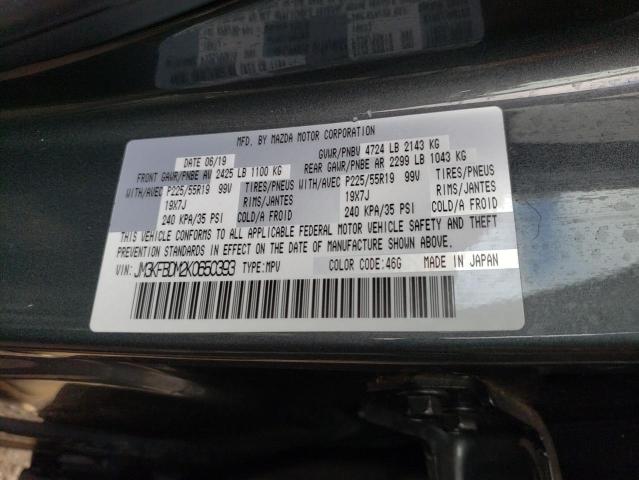 MFD. BY MAZDA MOTOR CORPORATION
DATE 06/19 GVWR/PNBV 4724 LB 2143 KG
FRONT GAWR/PNBE AV 2425 LB 1100 KG REAR GAWR/PNBE AR 2299 LB 1043 KG
WITH/AVEC P225/55R19 99V TIRES/PNEUS WITH/AVEC P225/55R19 99V TIRES/PNEUS
19X7J RIMS/JANTES 19X7J RIMS/JANTES
240 KPA/35 PSI COLD/A FROID 240 KPA/35 PSI COLD/A FROID
THIS VEHICLE CONFORMS TO ALL APPLICABLE FEDERAL MOTOR VEHICLE SAFETY AND THEFT
PREVENTION STANDARDS IN EFFECT ON THE DATE OF MANUFACTURE SHOWN ABOVE.
VIN: JM3KFBDM2K0650393 TYPE: MPV COLOR CODE: 46G MADE IN JAPAN